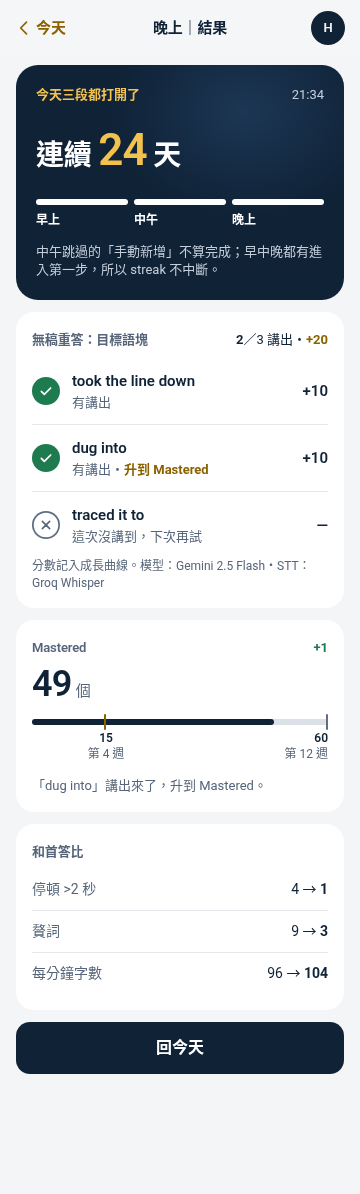 今天
晚上｜結果
H
今天三段都打開了
21:34
連續 24 天
早上
中午
晚上
中午跳過的「手動新增」不算完成；早中晚都有進
入第一步，所以 streak 不中斷。
無稿重答：目標語塊
2／3 講出・+20
took the line down
有講出
+10
dug into
有講出・升到 Mastered
+10
traced it to
這次沒講到，下次再試
–
分數記入成長曲線。模型：Gemini 2.5 Flash・STT：
Groq Whisper
Mastered
+1
49 個
15
第 4 週
60
第 12 週
「dug into」講出來了，升到 Mastered。
和首答比
停頓 >2 秒
4 → 1
贅詞
9 → 3
每分鐘字數
96 → 104
回今天